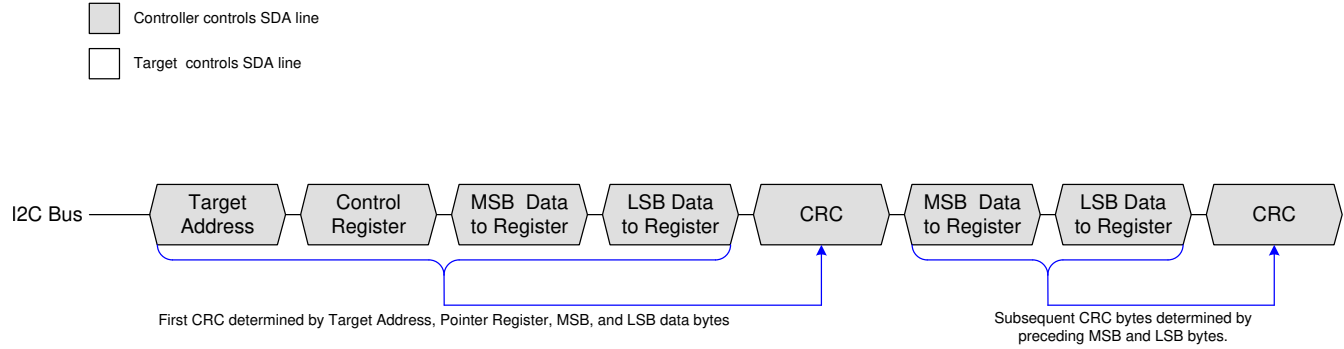 Controller controls SDA line
Target controls SDA line
I2C Bus
Target
Address
Control
Register
MSB Data
to Register
LSB Data
to Register
CRC
MSB Data
to Register
LSB Data
to Register
CRC
First CRC determined by Target Address, Pointer Register, MSB, and LSB data bytes
Subsequent CRC bytes determined by
preceding MSB and LSB bytes.